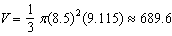 V = 1/3 π(8.5)²(9.115) ≈ 689.6